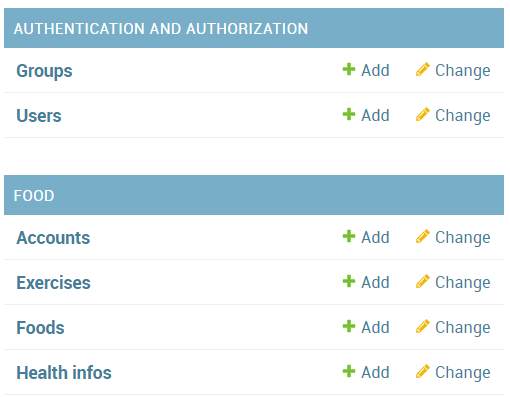 AUTHENTICATION AND AUTHORIZATION
Groups Add Change
Users Add Change
FOOD
Accounts Add Change
Exercises Add Change
Foods Add Change
Health infos Add Change